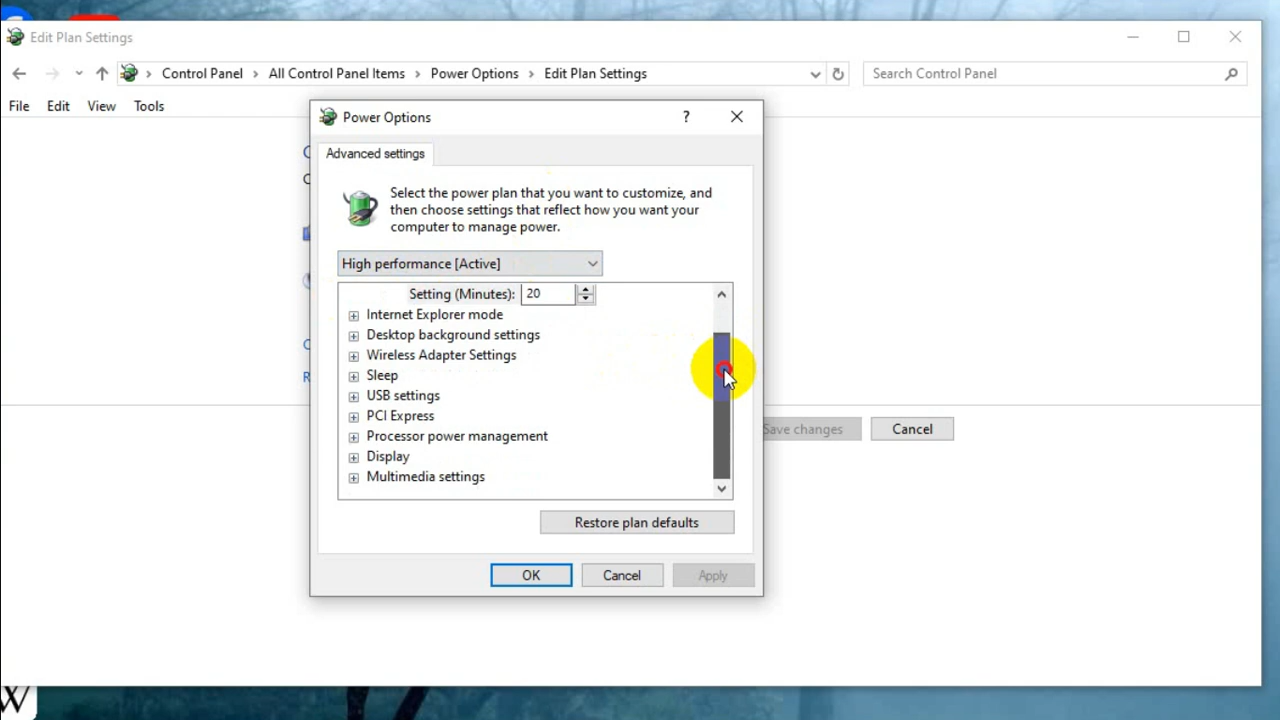 Edit Plan Settings
Control Panel All Control Panel Items Power Options Edit Plan Settings
Search Control Panel
File Edit View Tools
Power Options
?
Advanced settings
Select the power plan that you want to customize, and
then choose settings that reflect how you want your
computer to manage power.
High performance [Active]
Setting (Minutes): 20
Internet Explorer mode
Desktop background settings
Wireless Adapter Settings
Sleep
USB settings
PCI Express
Processor power management
Display
Multimedia settings
Restore plan defaults
OK Cancel Apply
Save changes Cancel
W